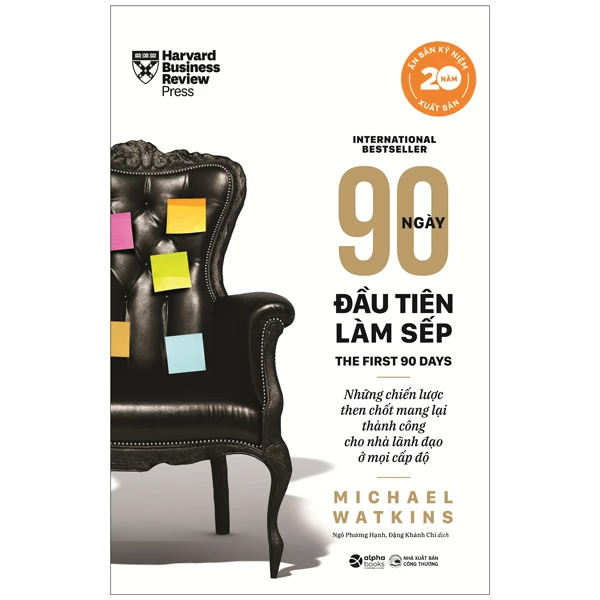 Harvard
Business
Review
Press
ẤN BẢN KỶ NIỆM
20 NĂM
XUẤT BẢN
INTERNATIONAL
BESTSELLER
90
NGÀY
ĐẦU TIÊN
LÀM SẾP
THE FIRST 90 DAYS
Những chiến lược
then chốt mang lại
thành công
cho nhà lãnh đạo
ở mọi cấp độ
MICHAEL
WATKINS
Ngô Phương Hạnh, Đặng Khánh Chi dịch
alpha
books
NHÀ XUẤT BẢN
CÔNG THƯƠNG